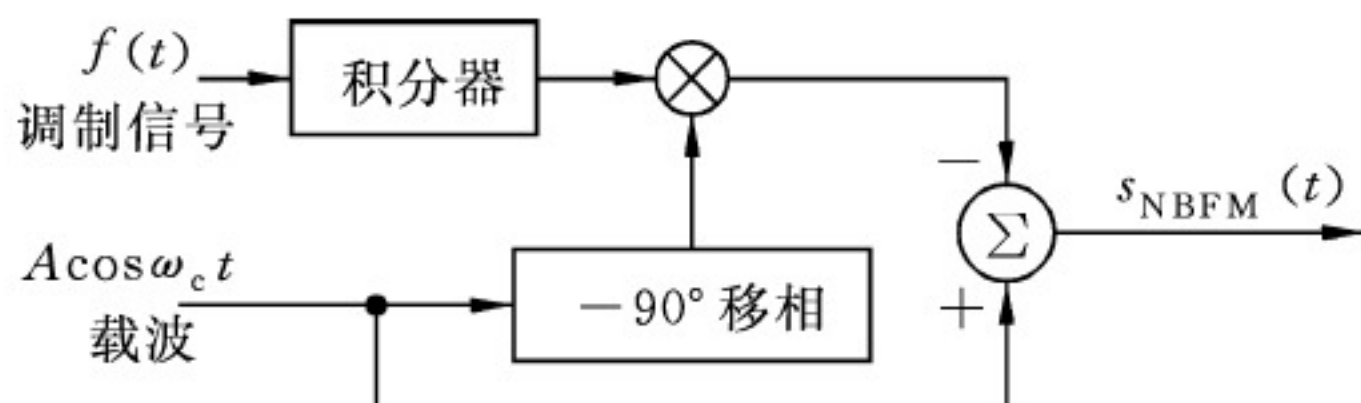 f(t)
调制信号
积分器
−
s_NBFM(t)
Σ
Acosω_c t
载波
−90°移相
+